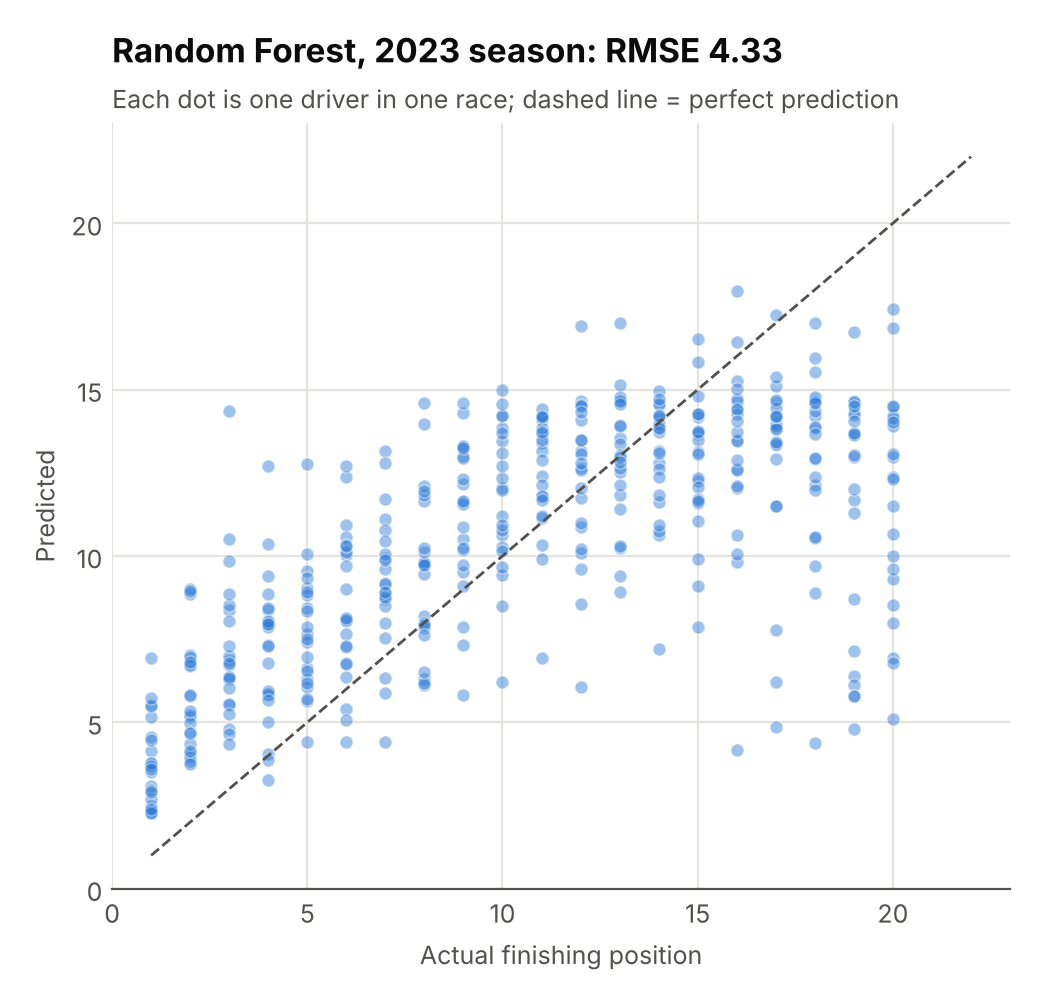 Random Forest, 2023 season: RMSE 4.33
Each dot is one driver in one race; dashed line = perfect prediction
20
15
10
5
0
Predicted
0 5 10 15 20
Actual finishing position